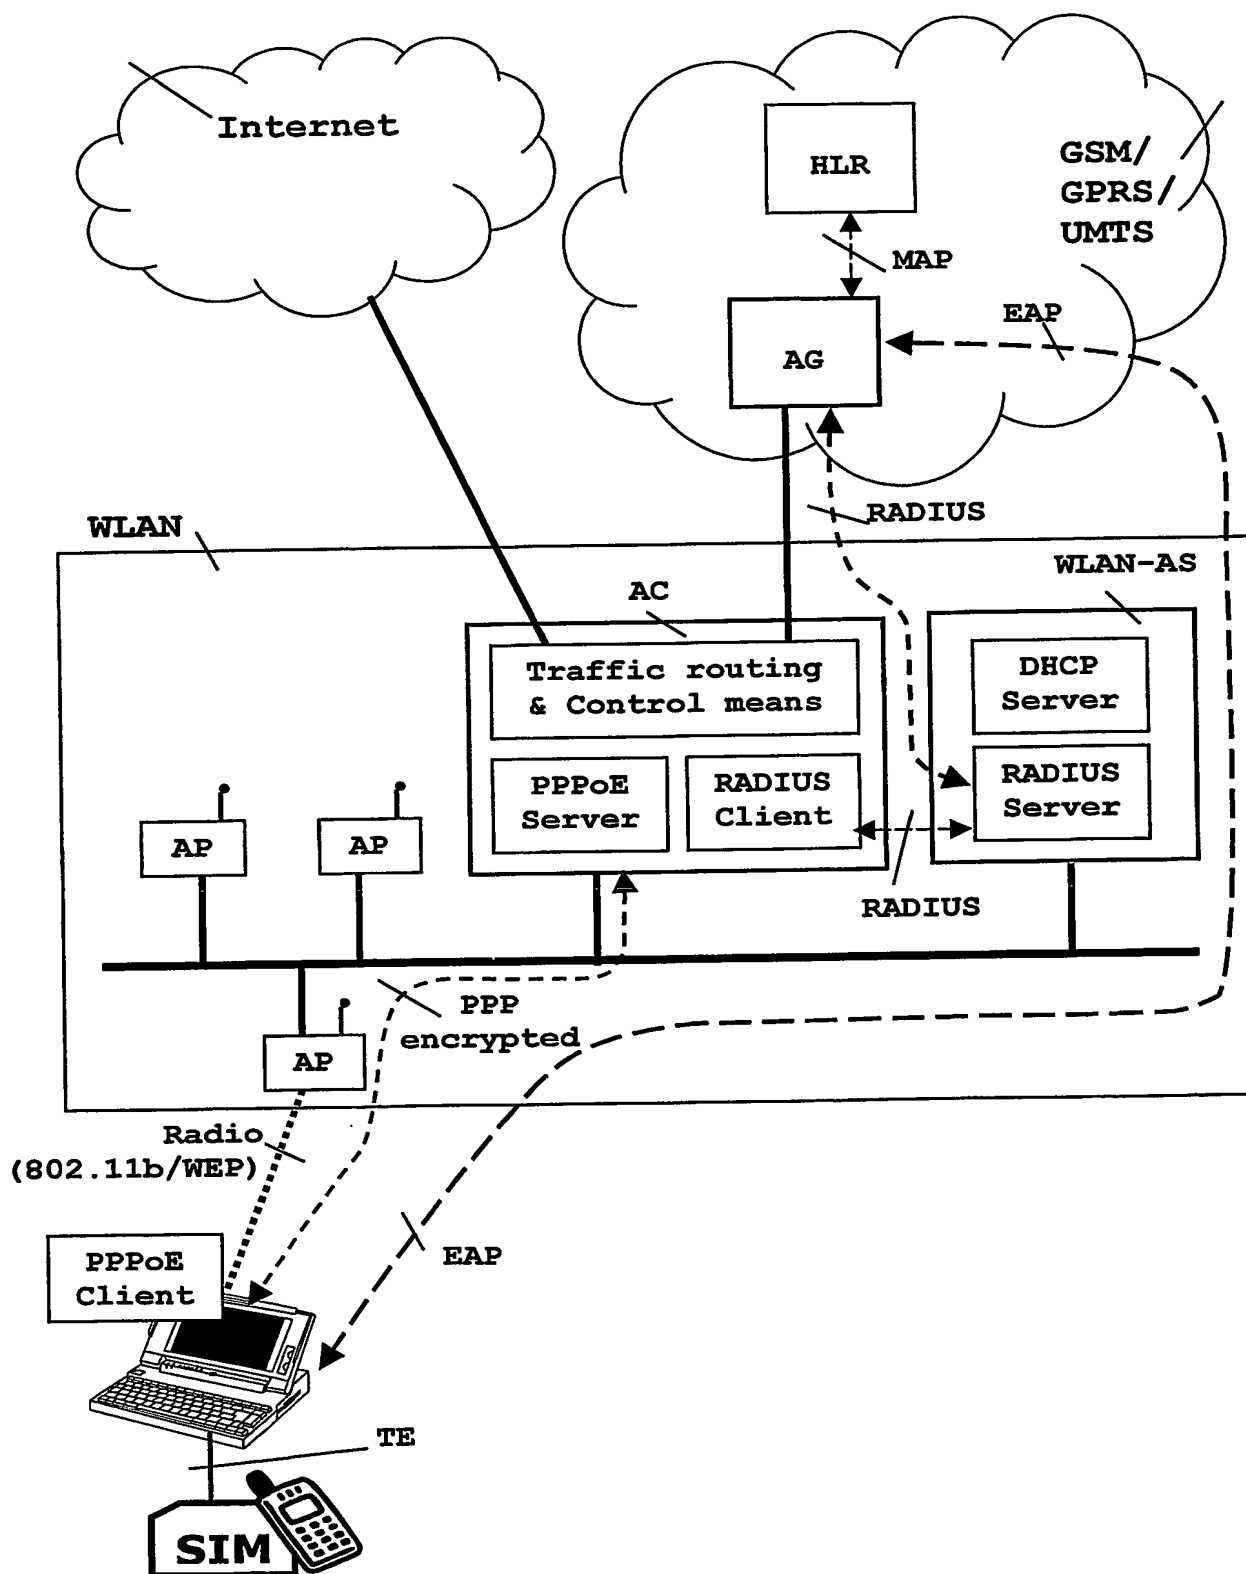 Internet
HLR
GSM/
GPRS/
UMTS
MAP
EAP
AG
RADIUS
WLAN
WLAN-AS
AC
Traffic routing
& Control means
DHCP
Server
PPPoE
Server
RADIUS
Client
RADIUS
Server
AP
AP
RADIUS
PPP
encrypted
AP
Radio
(802.11b/WEP)
EAP
PPPoE
Client
TE
SIM